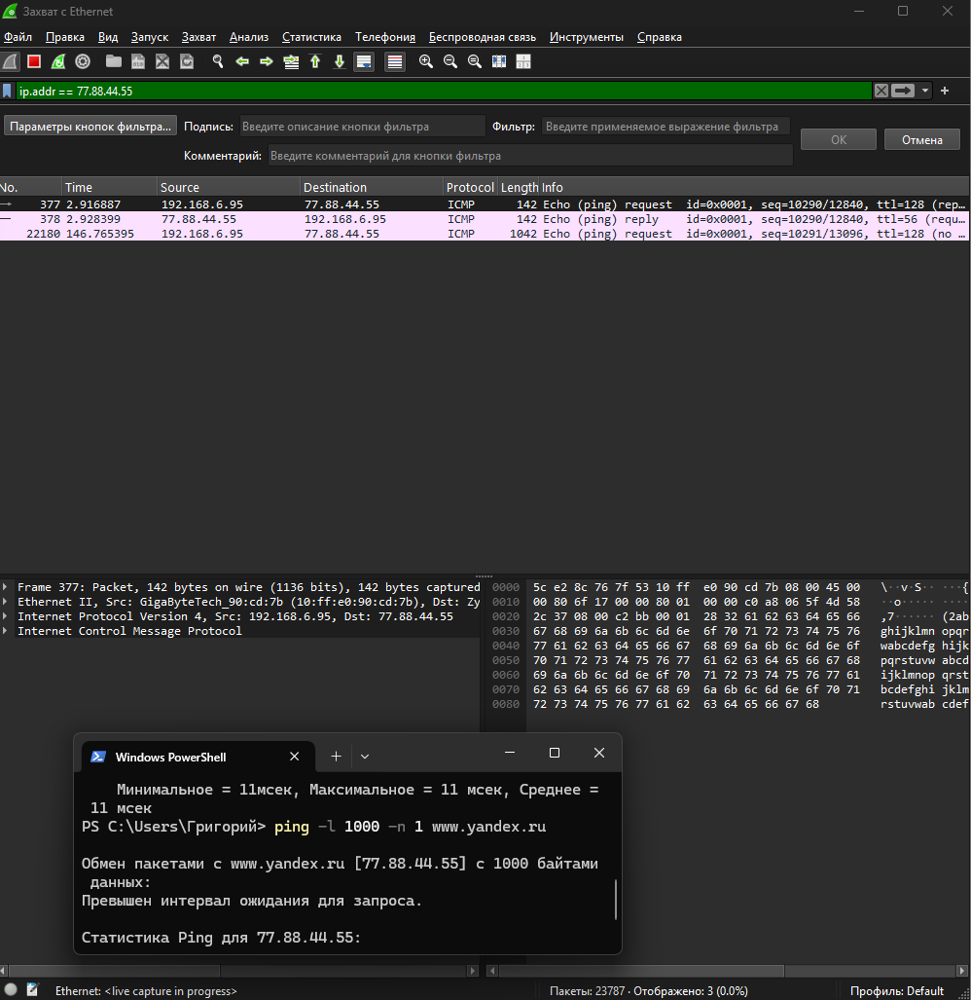 Захват с Ethernet
Файл Правка Вид Запуск Захват Анализ Статистика Телефония Беспроводная связь Инструменты Справка
ip.addr == 77.88.44.55
Параметры кнопок фильтра... Подпись: Введите описание кнопки фильтра Фильтр: Введите применяемое выражение фильтра
OK Отмена
Комментарий: Введите комментарий для кнопки фильтра
No. Time Source Destination Protocol Length Info
377 2.916887 192.168.6.95 77.88.44.55 ICMP 142 Echo (ping) request id=0x0001, seq=10290/12840, ttl=128 (rep…
378 2.928399 77.88.44.55 192.168.6.95 ICMP 142 Echo (ping) reply id=0x0001, seq=10290/12840, ttl=56 (requ…
22180 146.765395 192.168.6.95 77.88.44.55 ICMP 1042 Echo (ping) request id=0x0001, seq=10291/13096, ttl=128 (no …
Frame 377: Packet, 142 bytes on wire (1136 bits), 142 bytes captured
Ethernet II, Src: GigaByteTech_90:cd:7b (10:ff:e0:90:cd:7b), Dst: Zy
Internet Protocol Version 4, Src: 192.168.6.95, Dst: 77.88.44.55
Internet Control Message Protocol
0000 5c e2 8c 76 7f 53 10 ff e0 90 cd 7b 08 00 45 00 \··v·S·· ···{
0010 00 80 6f 17 00 00 80 01 00 00 c0 a8 06 5f 4d 58 ··o·····
0020 2c 37 08 00 c2 bb 00 01 28 32 61 62 63 64 65 66 ,7······ (2ab
0030 67 68 69 6a 6b 6c 6d 6e 6f 70 71 72 73 74 75 76 ghijklmn opqr
0040 77 61 62 63 64 65 66 67 68 69 6a 6b 6c 6d 6e 6f wabcdefg hijk
0050 70 71 72 73 74 75 76 77 61 62 63 64 65 66 67 68 pqrstuvw abcd
0060 69 6a 6b 6c 6d 6e 6f 70 71 72 73 74 75 76 77 61 ijklmnop qrst
0070 62 63 64 65 66 67 68 69 6a 6b 6c 6d 6e 6f 70 71 bcdefghi jklm
0080 72 73 74 75 76 77 61 62 63 64 65 66 67 68 rstuvwab cdef
Windows PowerShell
Минимальное = 11мсек, Максимальное = 11 мсек, Среднее =
11 мсек
PS C:\Users\Григорий> ping -l 1000 -n 1 www.yandex.ru
Обмен пакетами с www.yandex.ru [77.88.44.55] с 1000 байтами
данных:
Превышен интервал ожидания для запроса.
Статистика Ping для 77.88.44.55:
Ethernet: <live capture in progress> Пакеты: 23787 · Отображено: 3 (0.0%) Профиль: Default